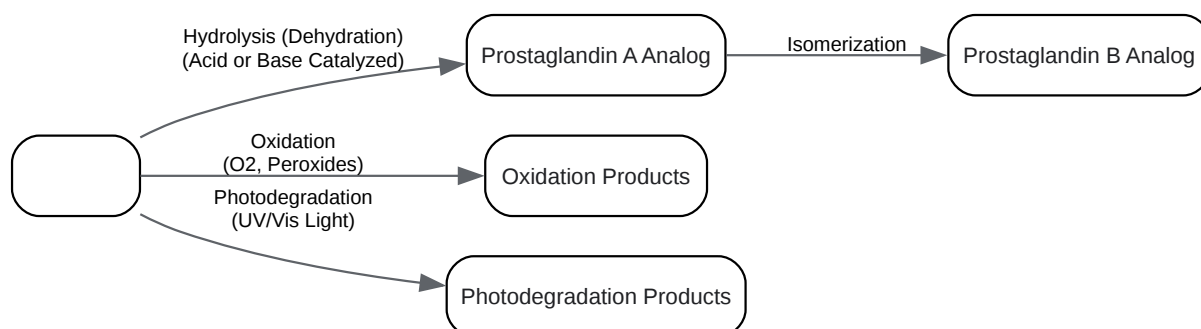 Hydrolysis (Dehydration)
(Acid or Base Catalyzed)
Prostaglandin A Analog
Isomerization
Prostaglandin B Analog
Oxidation
(O2, Peroxides)
Oxidation Products
Photodegradation
(UV/Vis Light)
Photodegradation Products